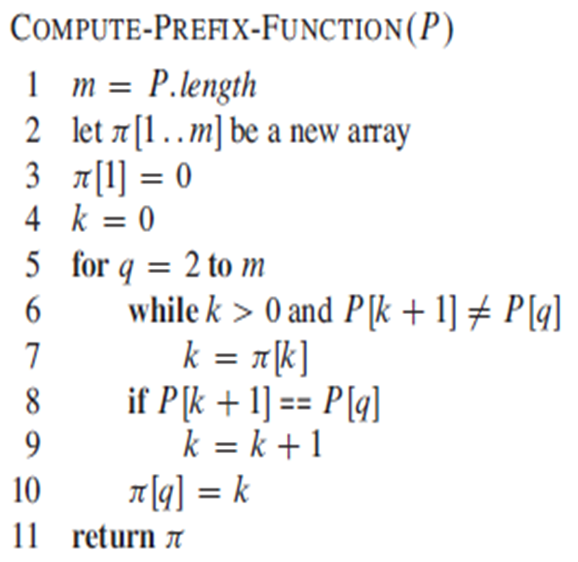 COMPUTE-PREFIX-FUNCTION(P)
1 m = P.length
2 let π[1..m] be a new array
3 π[1] = 0
4 k = 0
5 for q = 2 to m
6 while k > 0 and P[k + 1] ≠ P[q]
7 k = π[k]
8 if P[k + 1] == P[q]
9 k = k + 1
10 π[q] = k
11 return π